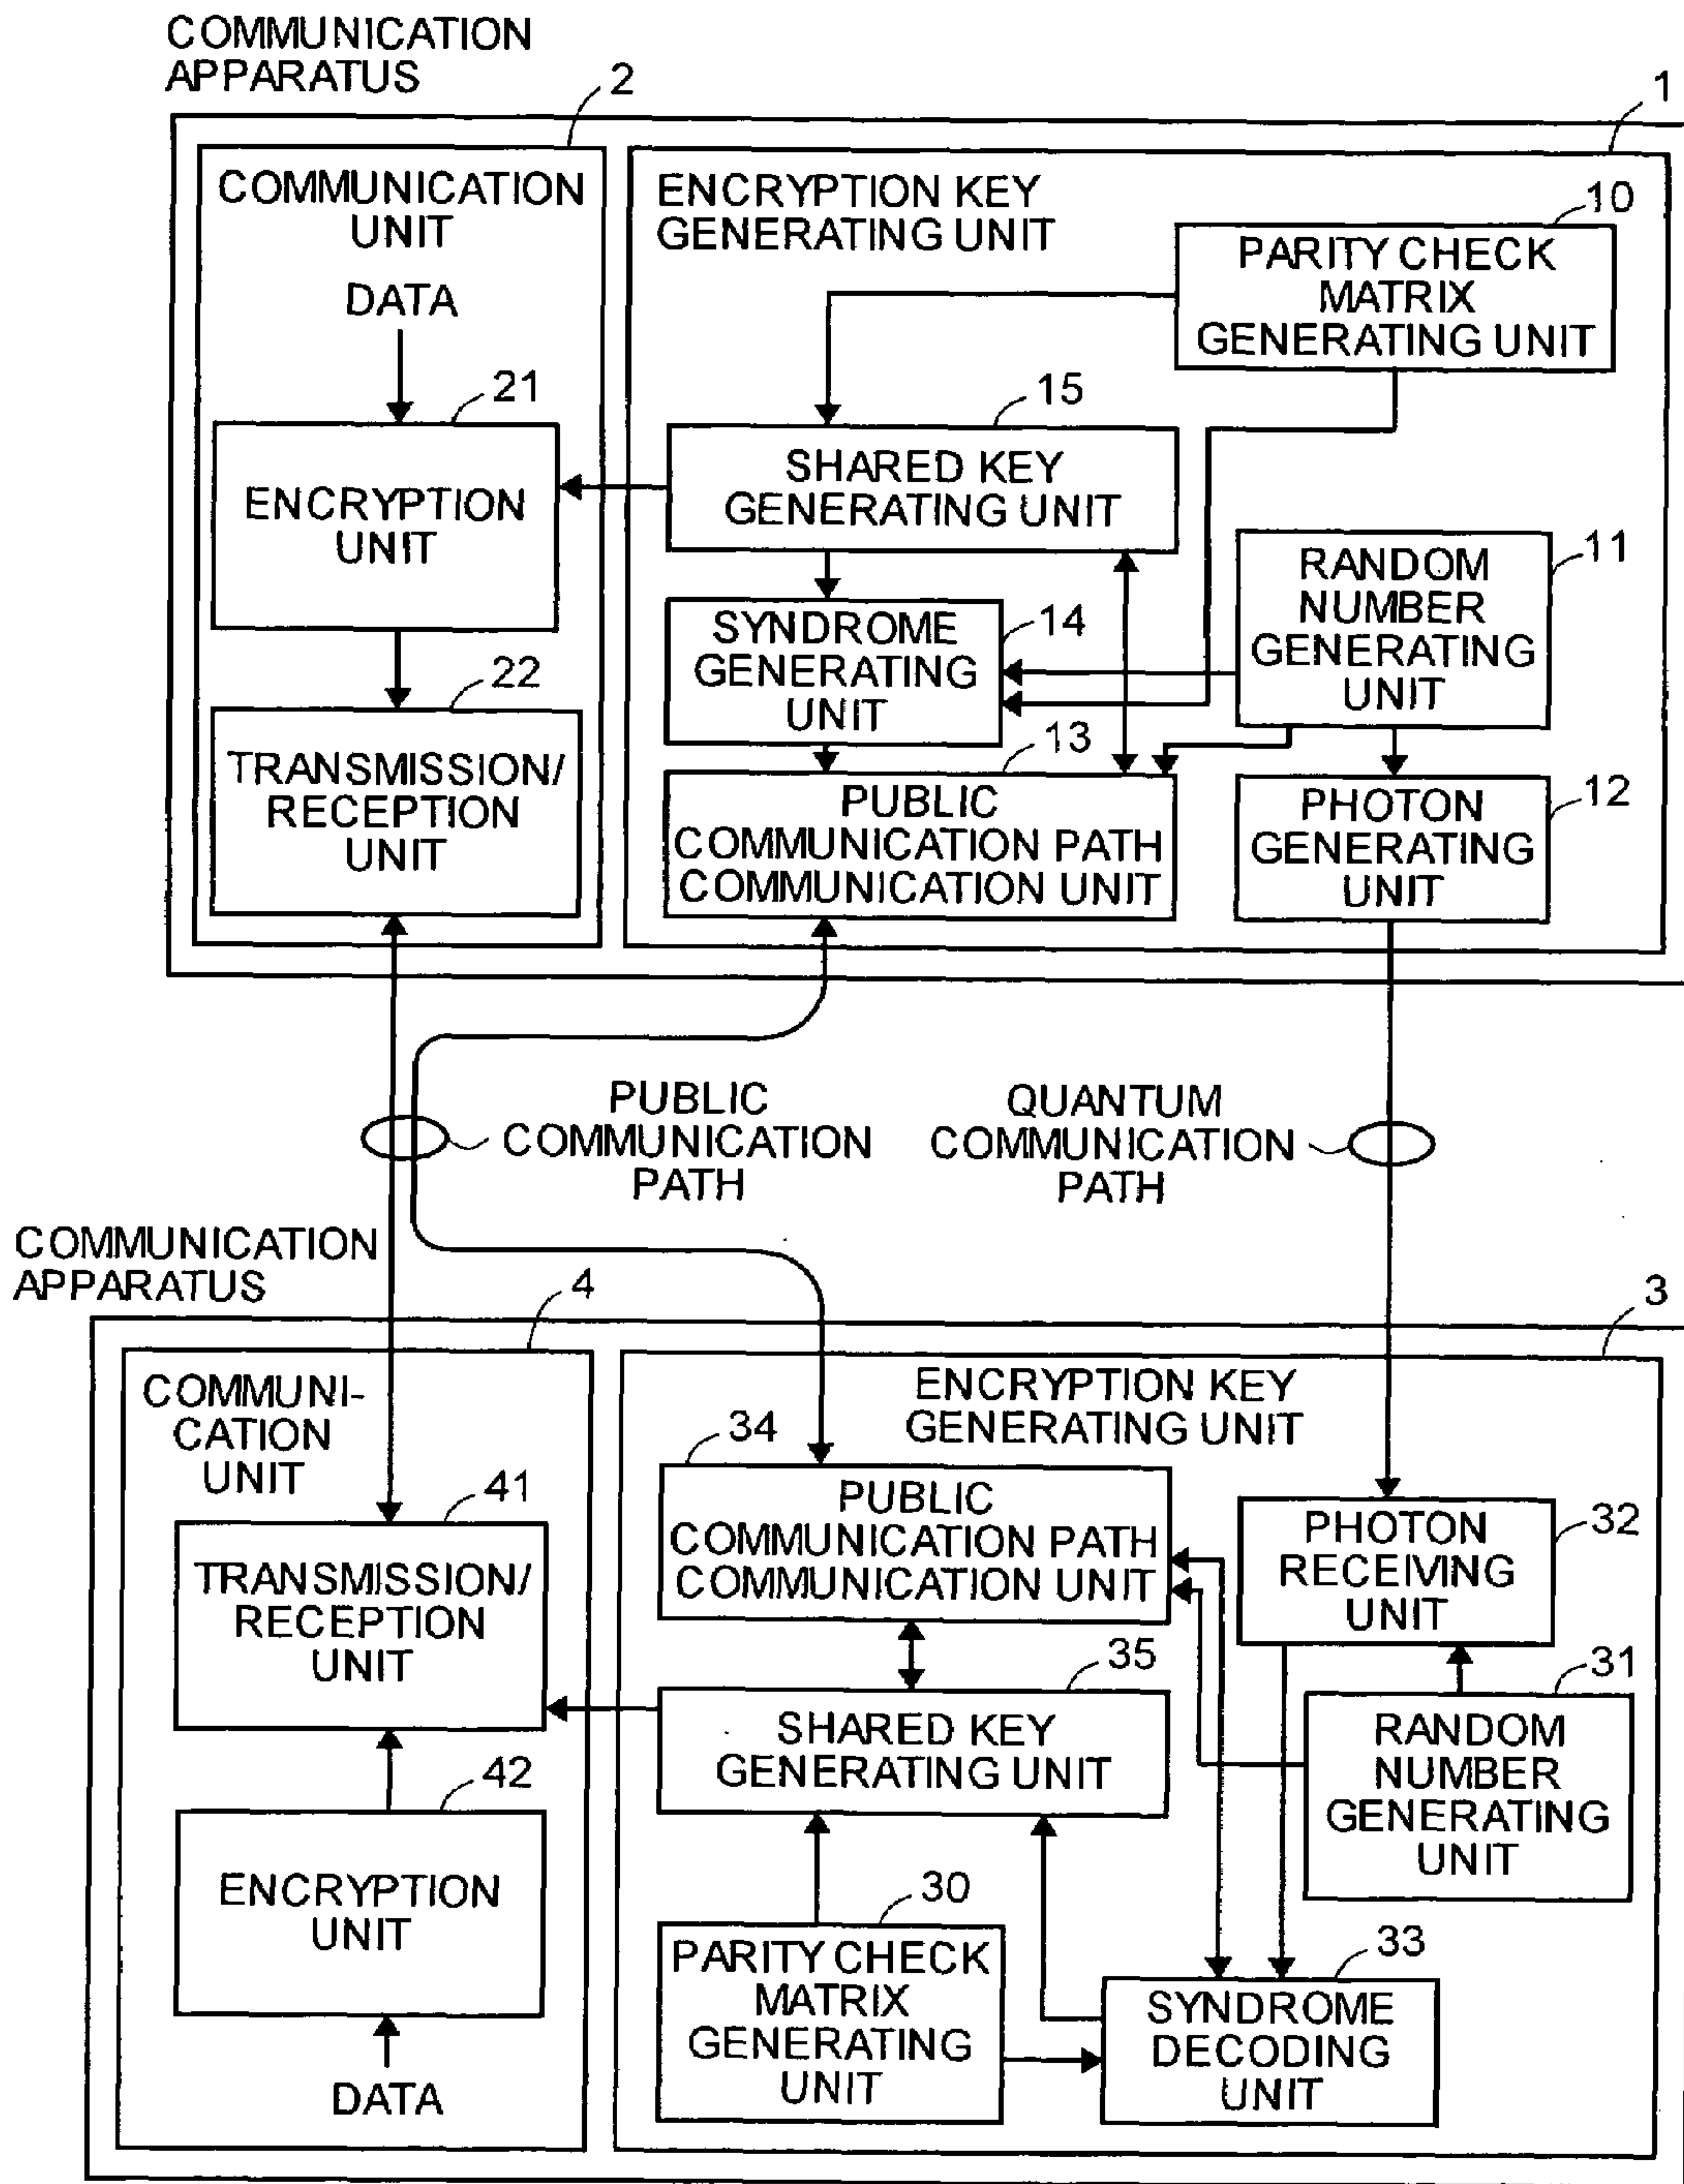 COMMUNICATION
APPARATUS
2
1
COMMUNICATION
UNIT
DATA
21
ENCRYPTION
UNIT
22
TRANSMISSION/
RECEPTION
UNIT
ENCRYPTION KEY
GENERATING UNIT
10
PARITY CHECK
MATRIX
GENERATING UNIT
15
SHARED KEY
GENERATING UNIT
11
RANDOM
NUMBER
GENERATING
UNIT
14
SYNDROME
GENERATING
UNIT
13
PUBLIC
COMMUNICATION PATH
COMMUNICATION UNIT
12
PHOTON
GENERATING
UNIT
PUBLIC
COMMUNICATION
PATH
QUANTUM
COMMUNICATION
PATH
COMMUNICATION
APPARATUS
4
3
COMMUNI-
CATION
UNIT
41
TRANSMISSION/
RECEPTION
UNIT
42
ENCRYPTION
UNIT
DATA
ENCRYPTION KEY
GENERATING UNIT
34
PUBLIC
COMMUNICATION PATH
COMMUNICATION UNIT
32
PHOTON
RECEIVING
UNIT
35
SHARED KEY
GENERATING UNIT
31
RANDOM
NUMBER
GENERATING
UNIT
30
PARITY CHECK
MATRIX
GENERATING
UNIT
33
SYNDROME
DECODING
UNIT